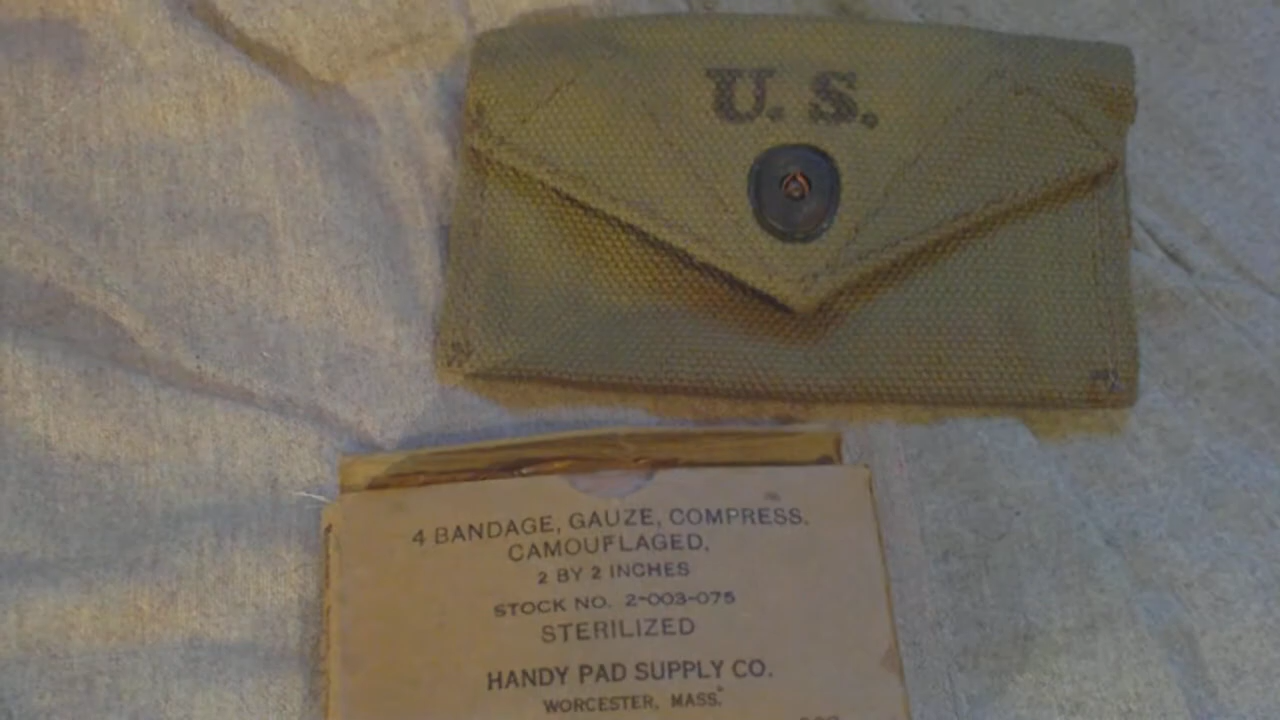 U. S.
4 BANDAGE, GAUZE, COMPRESS,
CAMOUFLAGED,
2 BY 2 INCHES
STOCK NO. 2-003-075
STERILIZED
HANDY PAD SUPPLY CO.
WORCESTER, MASS.